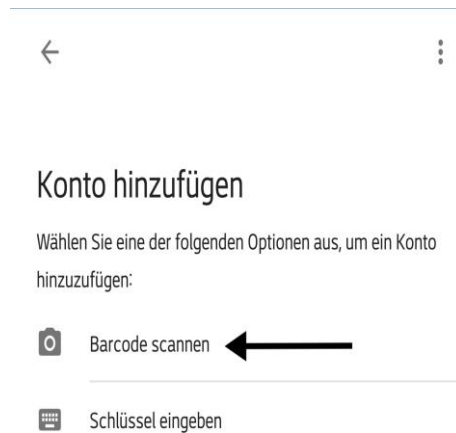 Konto hinzufügen
Wählen Sie eine der folgenden Optionen aus, um ein Konto
hinzuzufügen:
Barcode scannen
Schlüssel eingeben